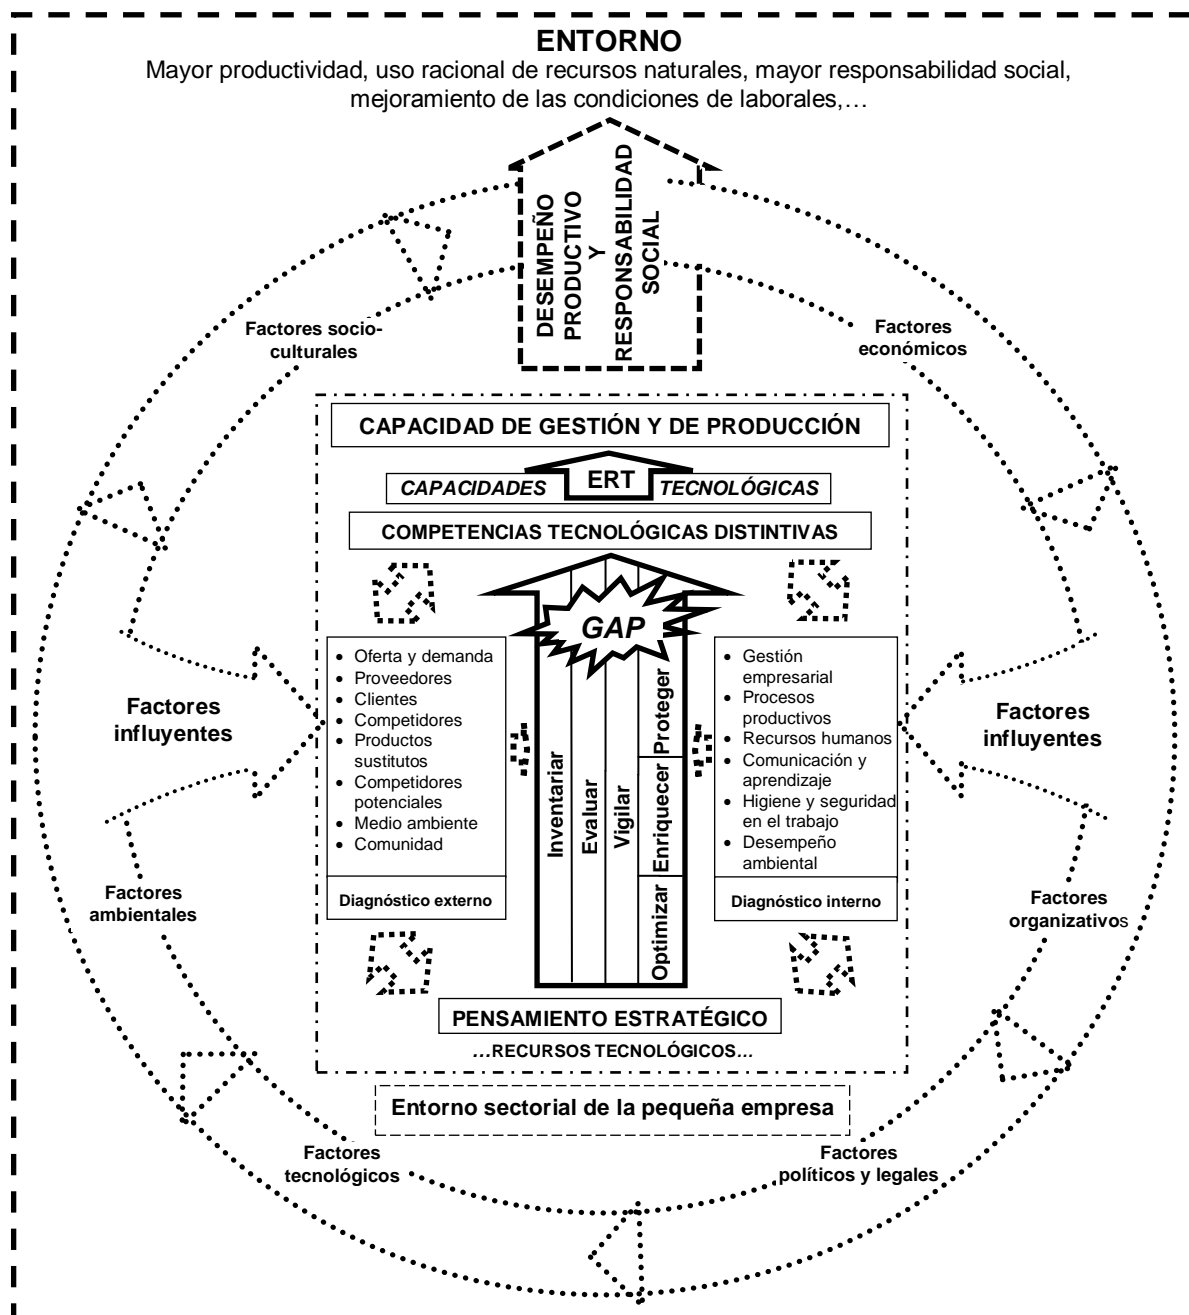 ENTORNO
Mayor productividad, uso racional de recursos naturales, mayor responsabilidad social,
mejoramiento de las condiciones de laborales,…
DESEMPEÑO
PRODUCTIVO
Y
RESPONSABILIDAD
SOCIAL
Factores socio-
culturales
Factores
económicos
CAPACIDAD DE GESTIÓN Y DE PRODUCCIÓN
CAPACIDADES
ERT
TECNOLÓGICAS
COMPETENCIAS TECNOLÓGICAS DISTINTIVAS
GAP
Factores
influyentes
• Oferta y demanda
• Proveedores
• Clientes
• Competidores
• Productos
sustitutos
• Competidores
potenciales
• Medio ambiente
• Comunidad
Diagnóstico externo
Inventariar
Evaluar
Vigilar
Proteger
Enriquecer
Optimizar
• Gestión
empresarial
• Procesos
productivos
• Recursos humanos
• Comunicación y
aprendizaje
• Higiene y seguridad
en el trabajo
• Desempeño
ambiental
Diagnóstico interno
Factores
influyentes
Factores
ambientales
Factores
organizativos
PENSAMIENTO ESTRATÉGICO
…RECURSOS TECNOLÓGICOS…
Entorno sectorial de la pequeña empresa
Factores
tecnológicos
Factores
políticos y legales